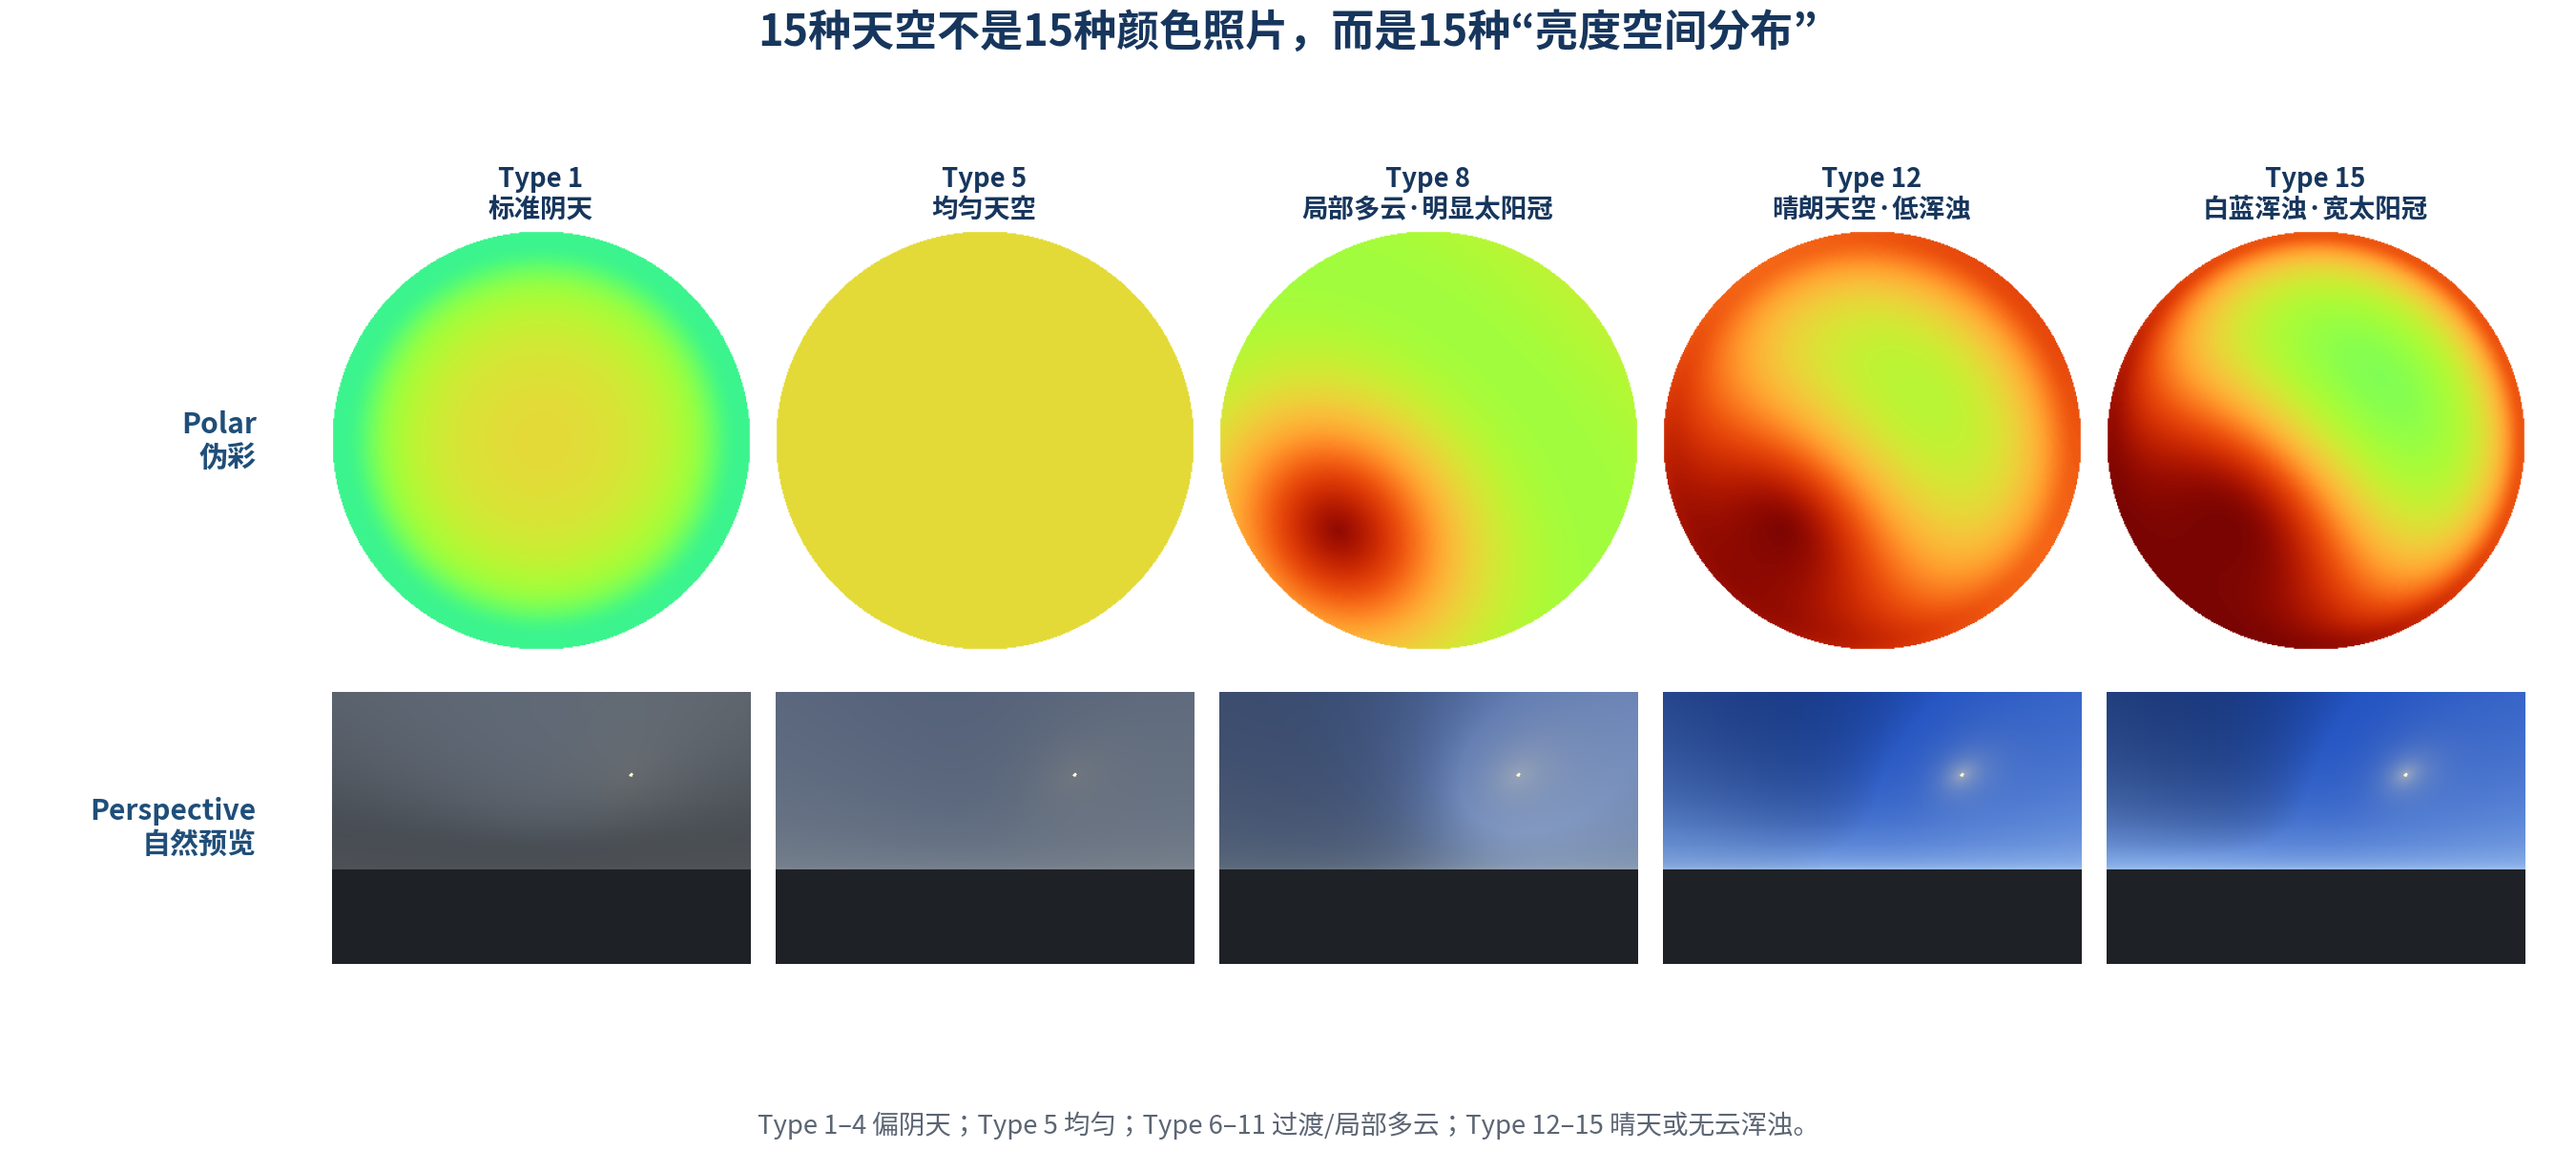 15种天空不是15种颜色照片，而是15种“亮度空间分布”
Type 1
标准阴天
Type 5
均匀天空
Type 8
局部多云·明显太阳冠
Type 12
晴朗天空·低浑浊
Type 15
白蓝浑浊·宽太阳冠
Polar
伪彩
Perspective
自然预览
Type 1–4 偏阴天；Type 5 均匀；Type 6–11 过渡/局部多云；Type 12–15 晴天或无云浑浊。